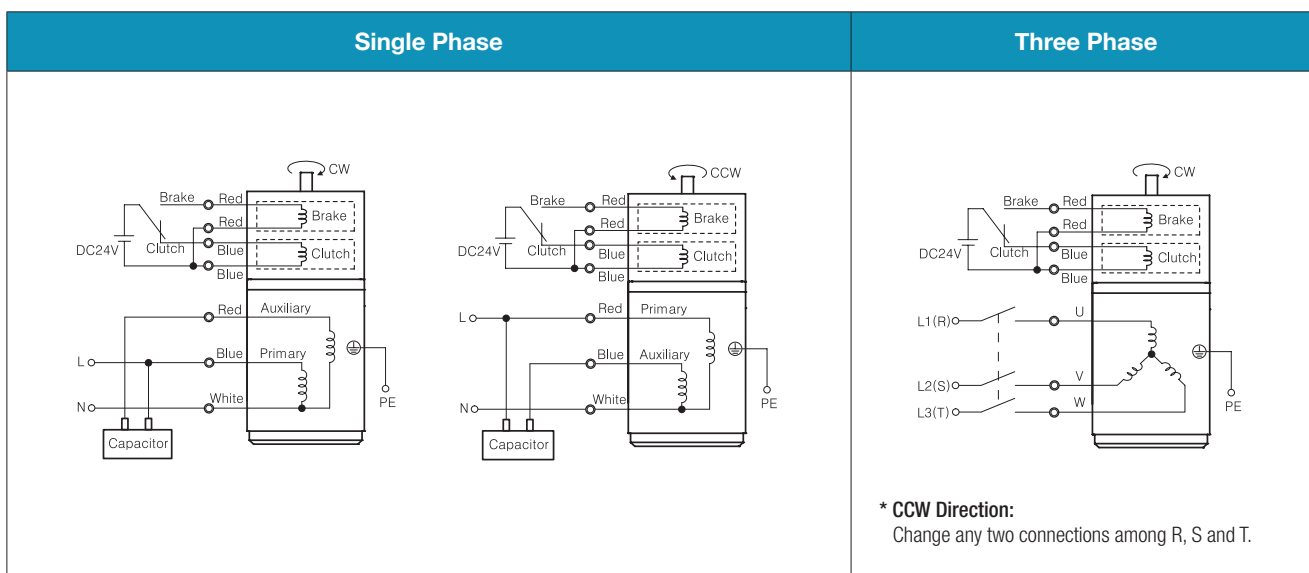 Single Phase
Three Phase
CW
Brake
Red
Brake
Red
DC24V
Clutch
Blue
Clutch
Blue
Red
Auxiliary
L
Blue
Primary
N
White
PE
Capacitor
CCW
Brake
Red
Brake
Red
DC24V
Clutch
Blue
Clutch
Blue
L
Red
Primary
Blue
Auxiliary
N
White
PE
Capacitor
CW
Brake
Red
Brake
Red
DC24V
Clutch
Blue
Clutch
Blue
L1(R)
U
L2(S)
V
L3(T)
W
PE
* CCW Direction:
Change any two connections among R, S and T.